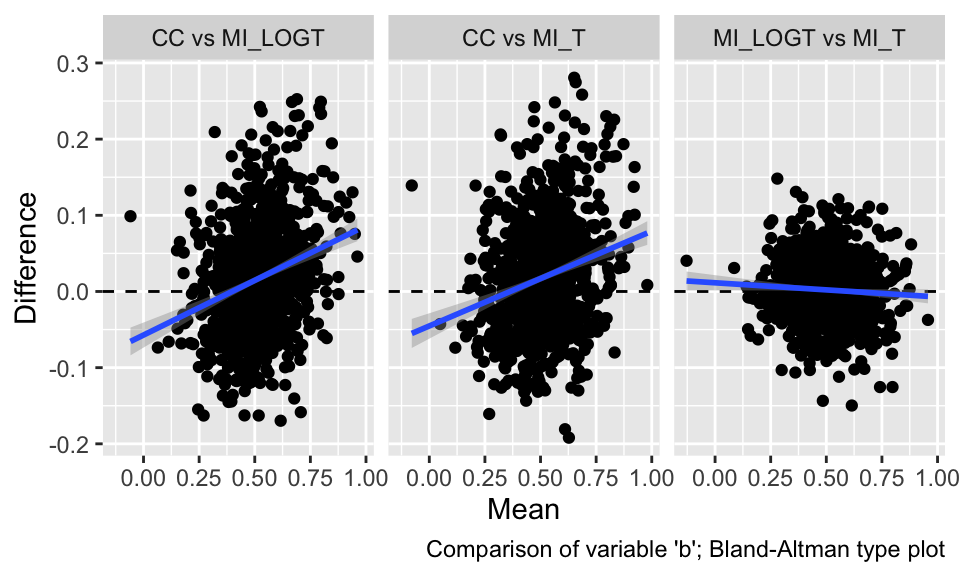 CC vs MI_LOGT CC vs MI_T MI_LOGT vs MI_T
0.3
0.2
0.1
0.0
-0.1
-0.2
Difference
0.00 0.25 0.50 0.75 1.00 0.00 0.25 0.50 0.75 1.00 0.00 0.25 0.50 0.75 1.00
Mean
Comparison of variable 'b'; Bland-Altman type plot